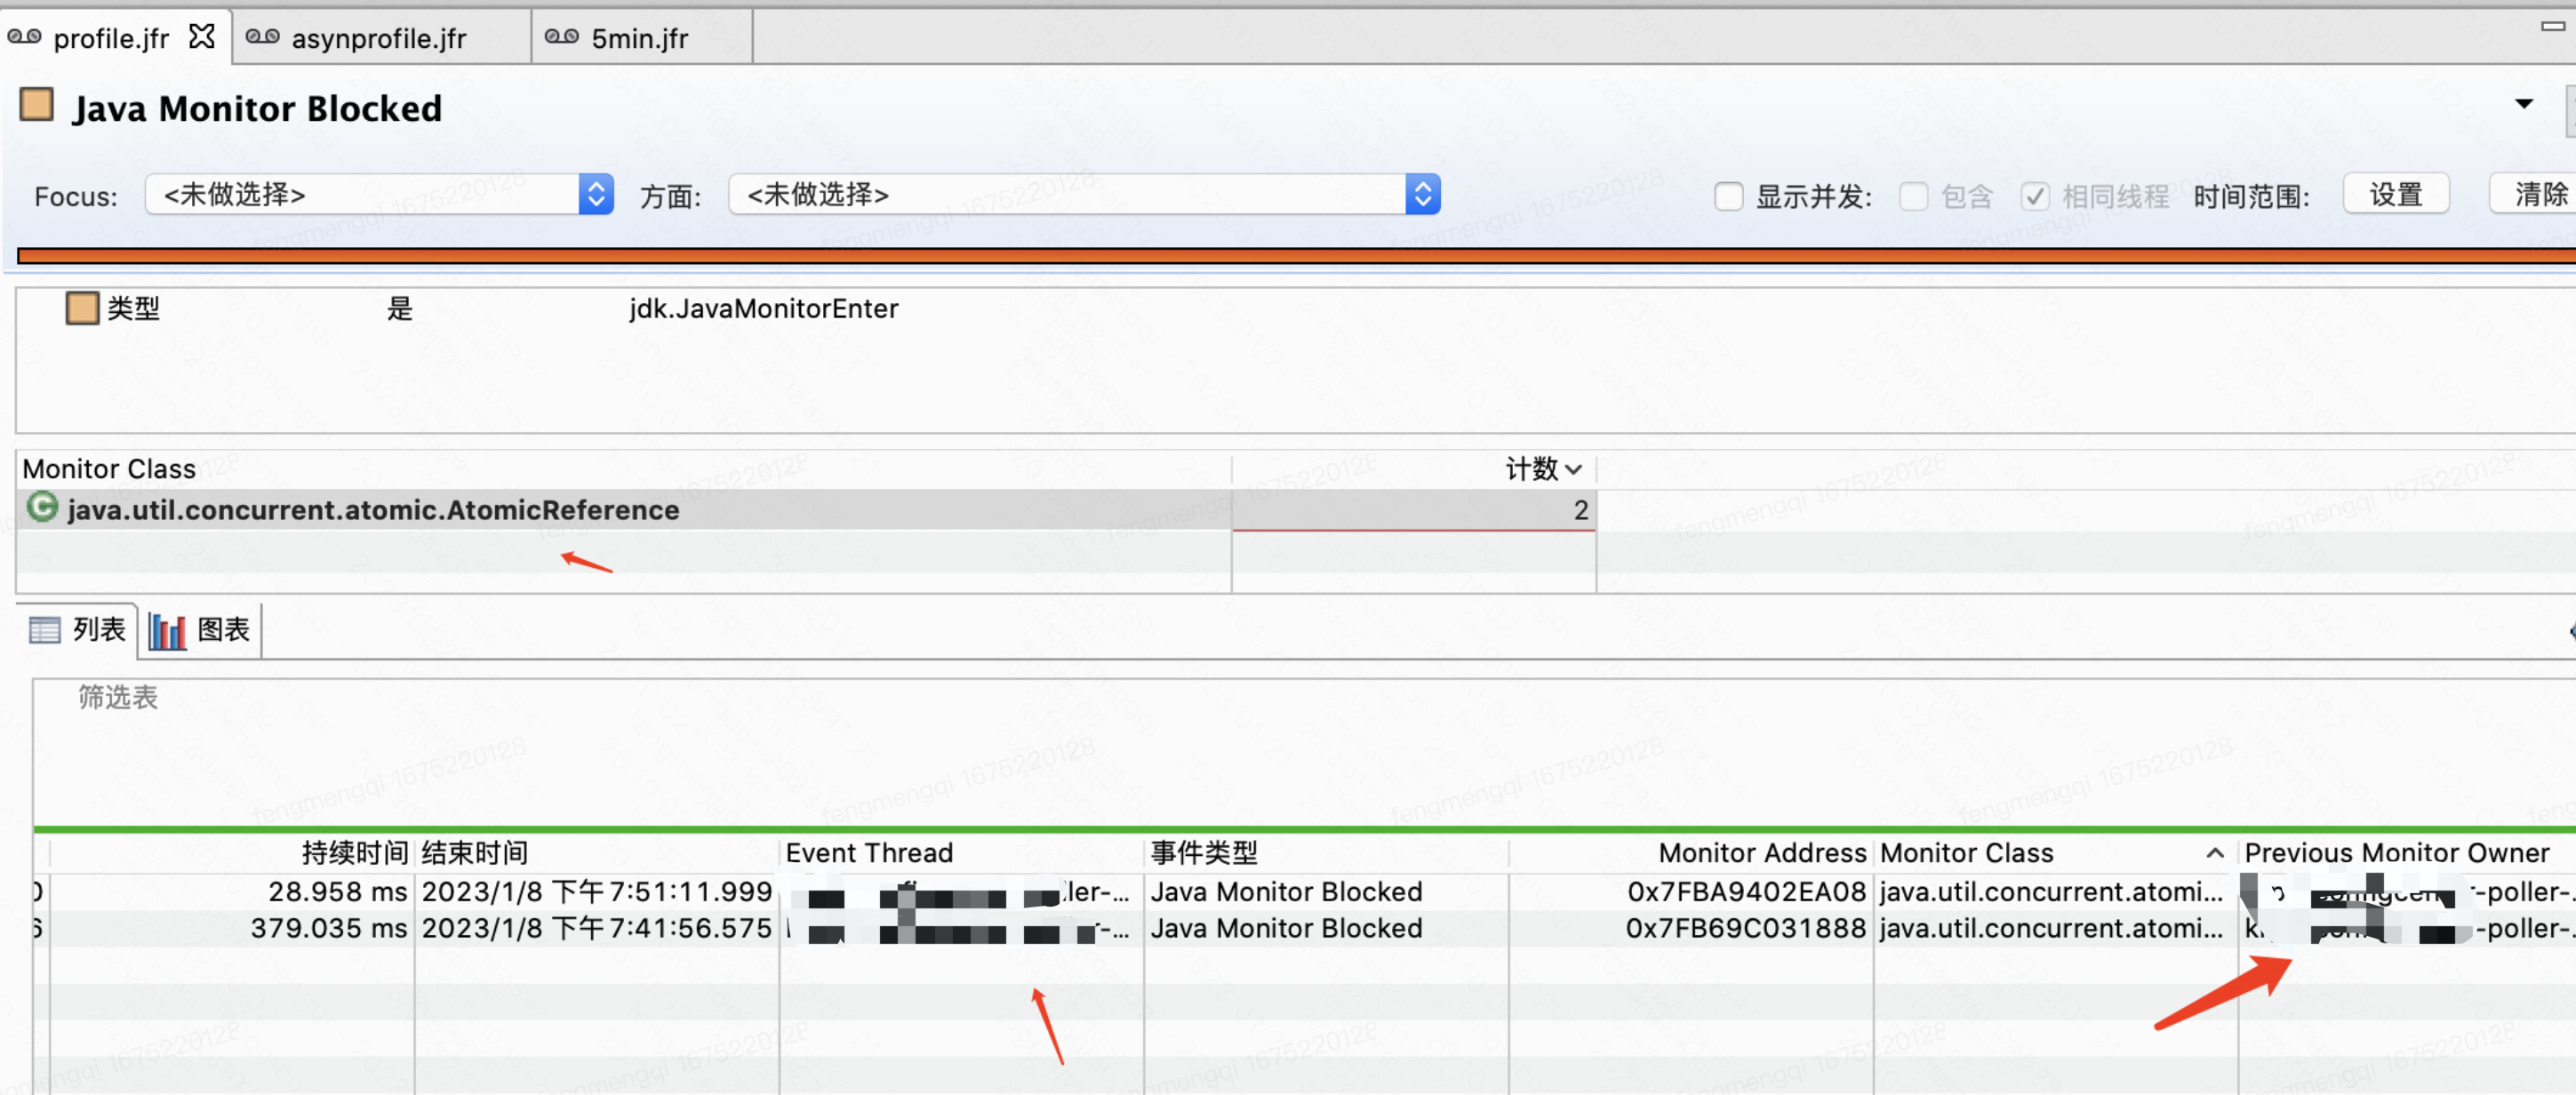 profile.jfr asynprofile.jfr 5min.jfr
Java Monitor Blocked
Focus: <未做选择> 方面: <未做选择> 显示并发: 包含 相同线程 时间范围: 设置 清除
类型 是 jdk.JavaMonitorEnter
Monitor Class 计数
java.util.concurrent.atomic.AtomicReference 2
列表 图表
筛选表
持续时间 结束时间 Event Thread 事件类型 Monitor Address Monitor Class Previous Monitor Owner
28.958 ms 2023/1/8 下午 7:51:11.999 ller-... Java Monitor Blocked 0x7FBA9402EA08 java.util.concurrent.atomi... r-poller-.
6 379.035 ms 2023/1/8 下午 7:41:56.575 r-... Java Monitor Blocked 0x7FB69C031888 java.util.concurrent.atomi... -poller-.
fengmengqi 1675220128